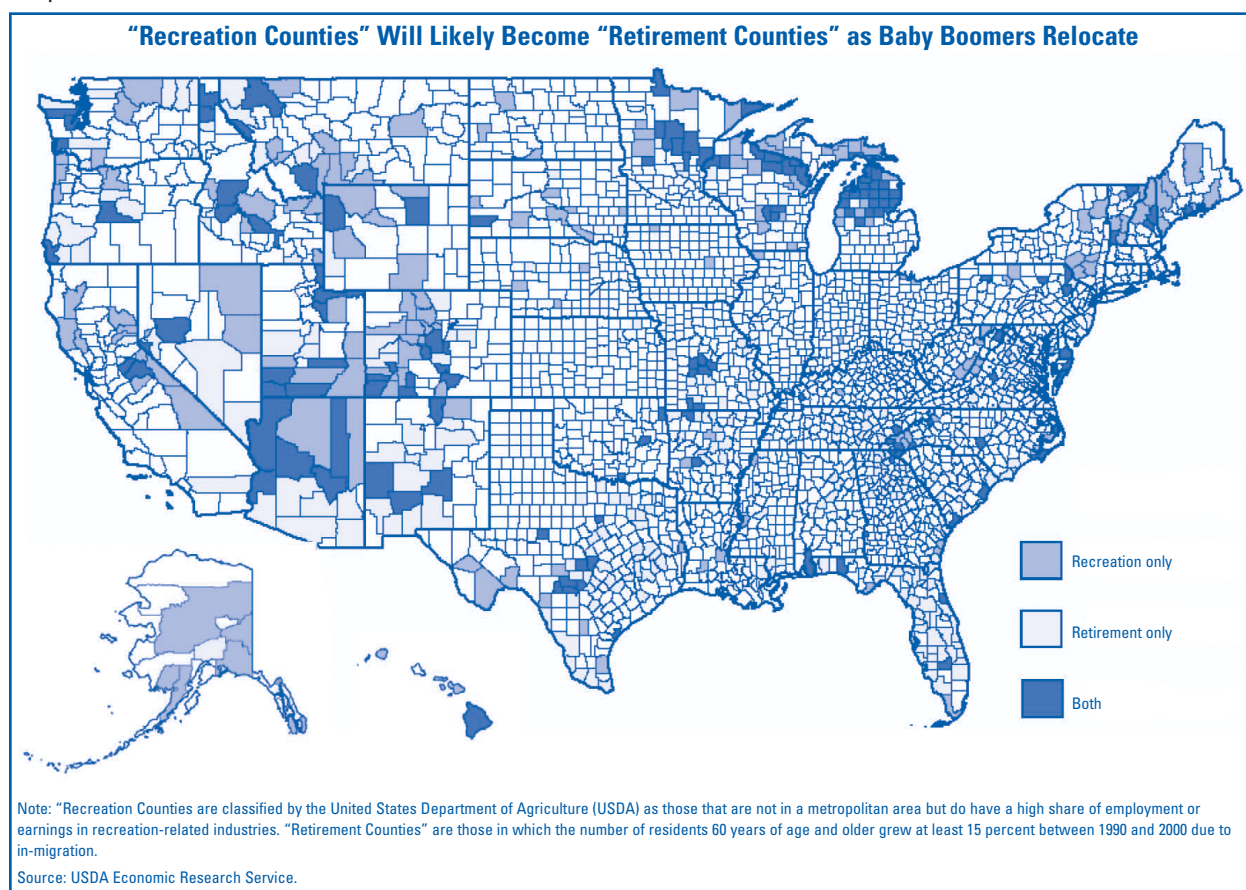 “Recreation Counties” Will Likely Become “Retirement Counties” as Baby Boomers Relocate
Recreation only
Retirement only
Both
Note: “Recreation Counties are classified by the United States Department of Agriculture (USDA) as those that are not in a metropolitan area but do have a high share of employment or
earnings in recreation-related industries. “Retirement Counties” are those in which the number of residents 60 years of age and older grew at least 15 percent between 1990 and 2000 due to
in-migration.
Source: USDA Economic Research Service.